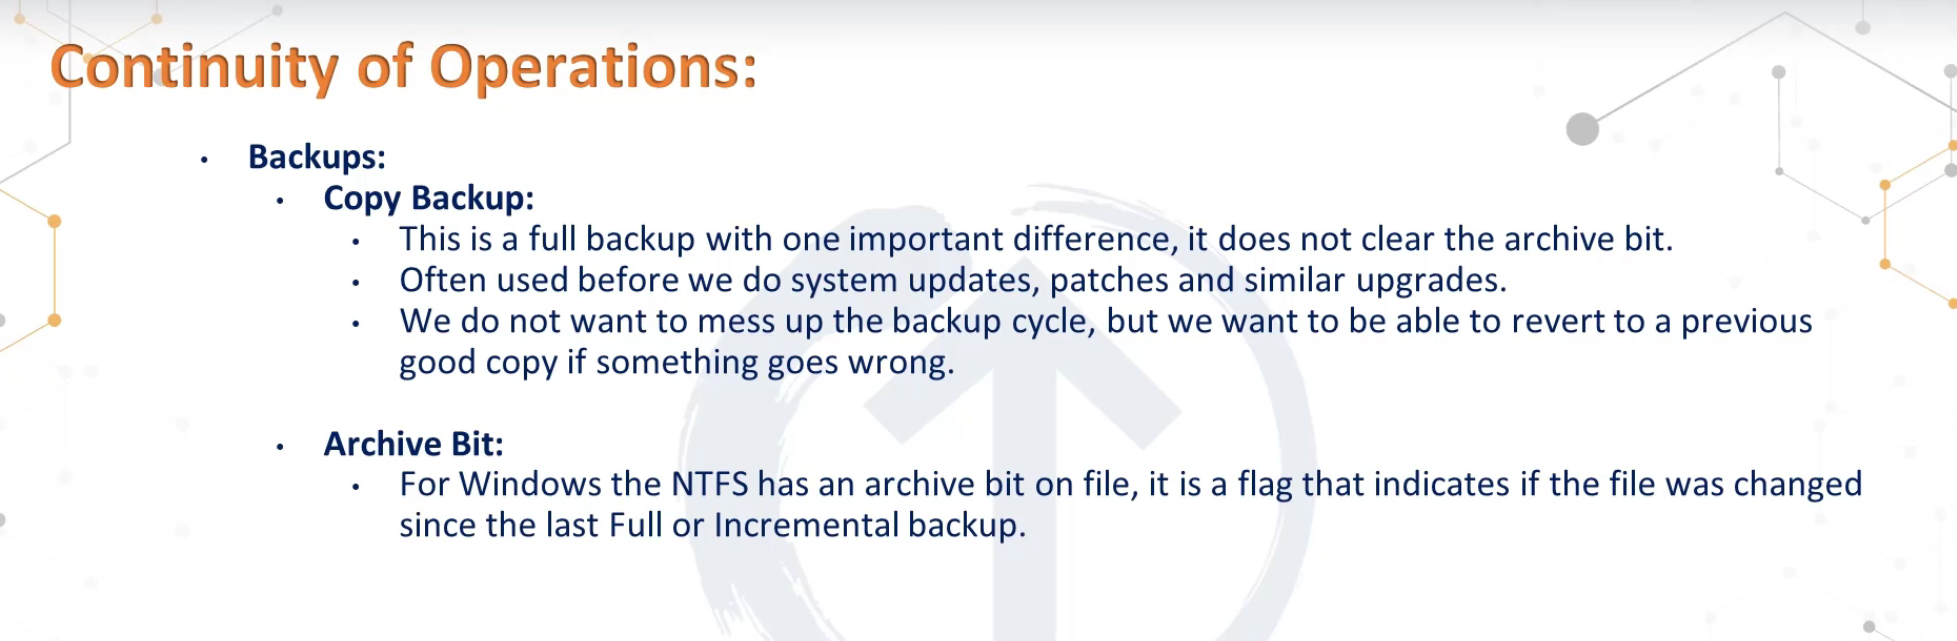 Continuity of Operations:
• Backups:
• Copy Backup:
• This is a full backup with one important difference, it does not clear the archive bit.
• Often used before we do system updates, patches and similar upgrades.
• We do not want to mess up the backup cycle, but we want to be able to revert to a previous
good copy if something goes wrong.
• Archive Bit:
• For Windows the NTFS has an archive bit on file, it is a flag that indicates if the file was changed
since the last Full or Incremental backup.